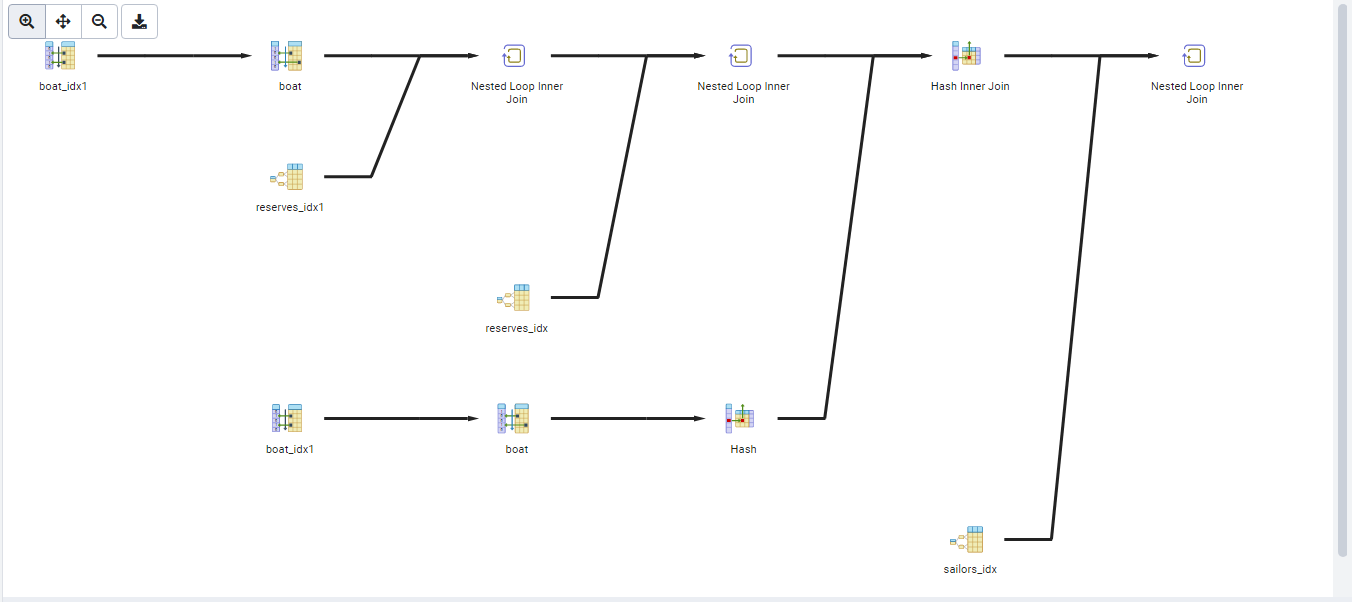 boat_idx1
boat
Nested Loop Inner
Join
Nested Loop Inner
Join
Hash Inner Join
Nested Loop Inner
Join
reserves_idx1
reserves_idx
boat_idx1
boat
Hash
sailors_idx